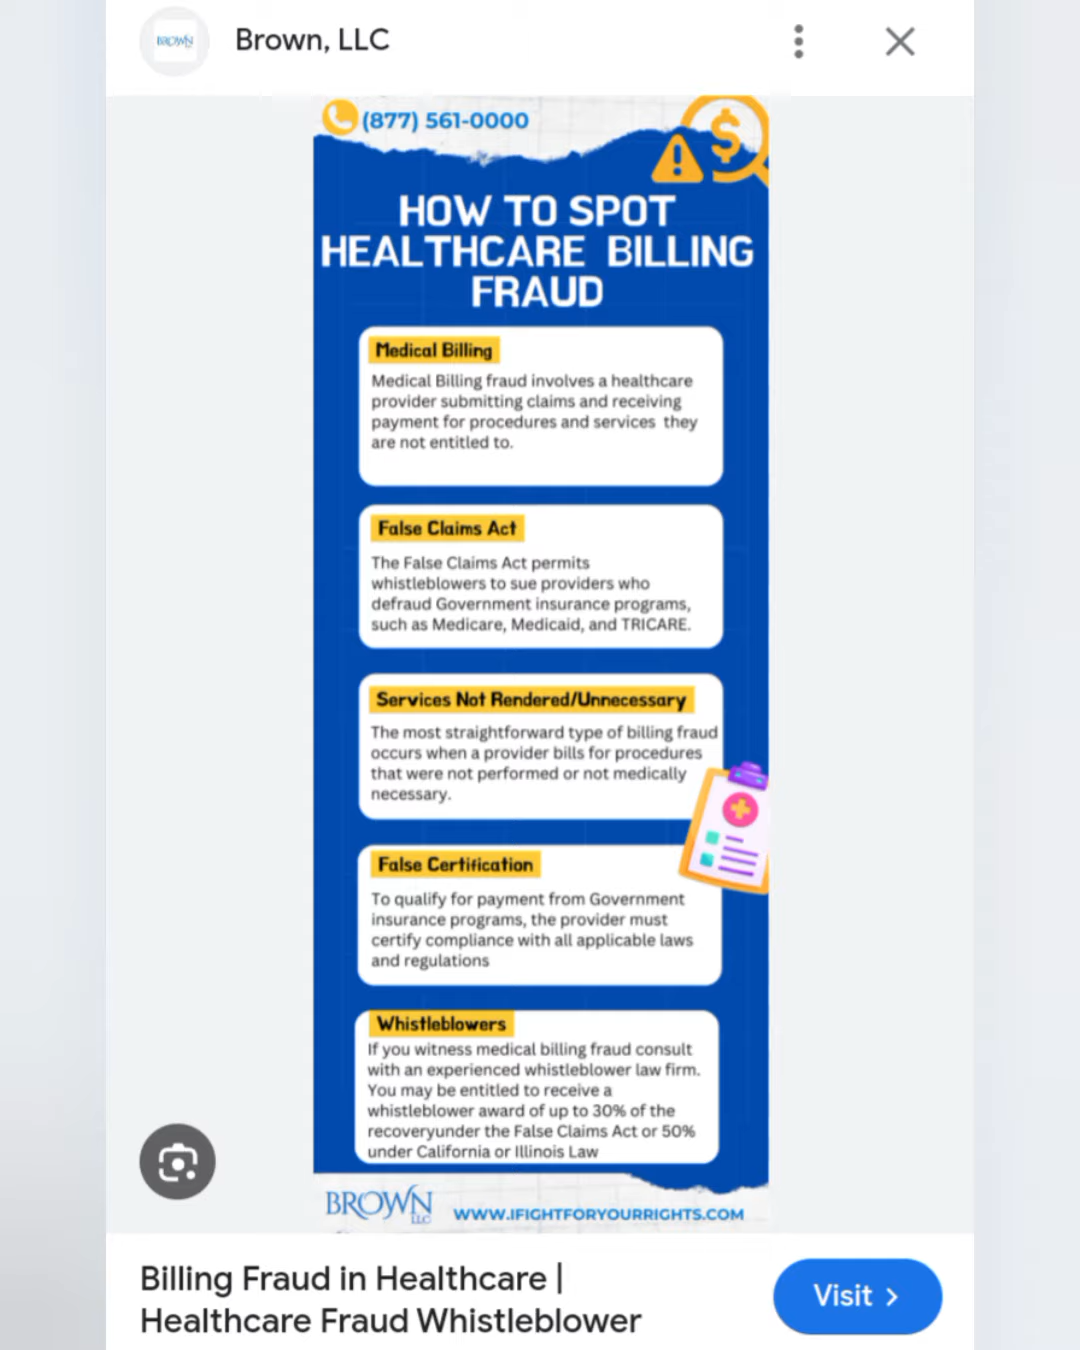 BROWN
Brown, LLC
(877) 561-0000
HOW TO SPOT
HEALTHCARE BILLING
FRAUD
Medical Billing
Medical Billing fraud involves a healthcare
provider submitting claims and receiving
payment for procedures and services they
are not entitled to.
False Claims Act
The False Claims Act permits
whistleblowers to sue providers who
defraud Government insurance programs,
such as Medicare, Medicaid, and TRICARE.
Services Not Rendered/Unnecessary
The most straightforward type of billing fraud
occurs when a provider bills for procedures
that were not performed or not medically
necessary.
False Certification
To qualify for payment from Government
insurance programs, the provider must
certify compliance with all applicable laws
and regulations
Whistleblowers
If you witness medical billing fraud consult
with an experienced whistleblower law firm.
You may be entitled to receive a
whistleblower award of up to 30% of the
recoveryunder the False Claims Act or 50%
under California or Illinois Law
BROWN
LLC
WWW.IFIGHTFORYOURRIGHTS.COM
Billing Fraud in Healthcare |
Healthcare Fraud Whistleblower
Visit